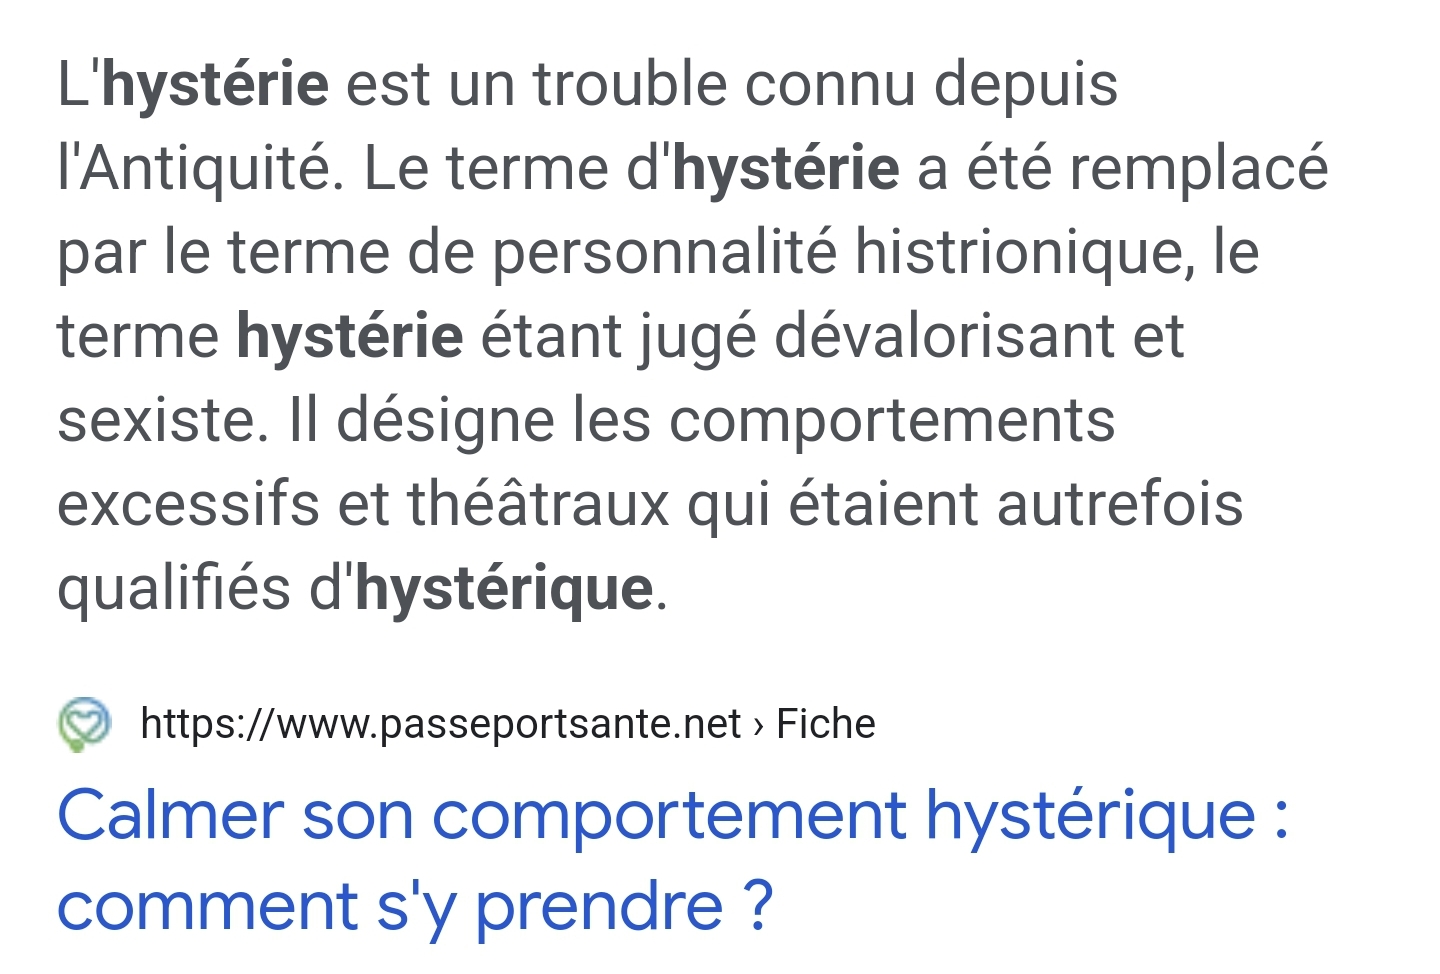 L'hystérie est un trouble connu depuis
l'Antiquité. Le terme d'hystérie a été remplacé
par le terme de personnalité histrionique, le
terme hystérie étant jugé dévalorisant et
sexiste. Il désigne les comportements
excessifs et théâtraux qui étaient autrefois
qualifiés d'hystérique.
https://www.passeportsante.net › Fiche
Calmer son comportement hystérique :
comment s'y prendre ?